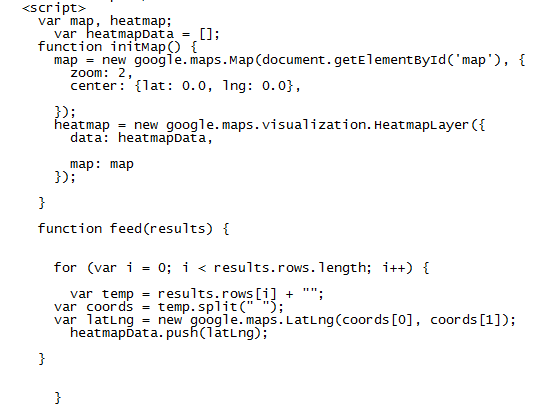 <script>
var map, heatmap;
var heatmapData = [];
function initMap() {
map = new google.maps.Map(document.getElementById('map'), {
zoom: 2,
center: {lat: 0.0, lng: 0.0},
});
heatmap = new google.maps.visualization.HeatmapLayer({
data: heatmapData,
map: map
});
}
function feed(results) {
for (var i = 0; i < results.rows.length; i++) {
var temp = results.rows[i] + "";
var coords = temp.split(" ");
var latLng = new google.maps.LatLng(coords[0], coords[1]);
heatmapData.push(latLng);
}
}